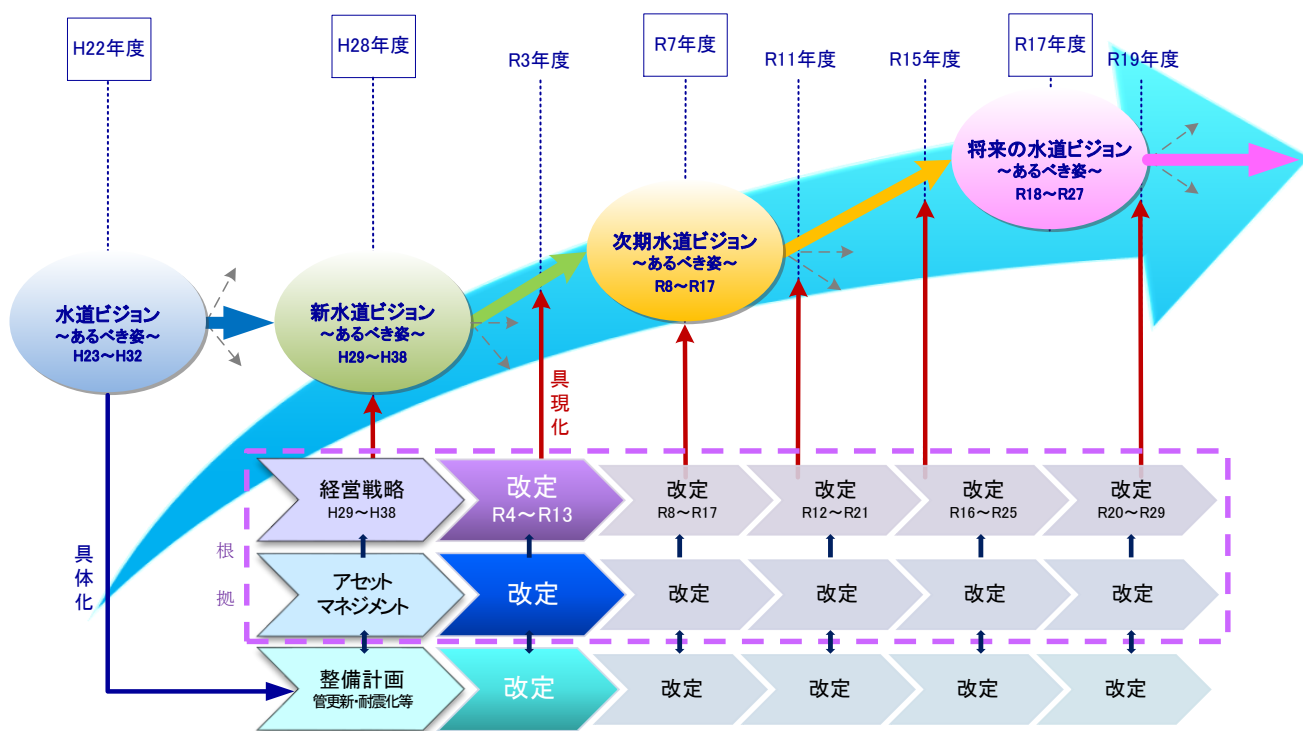 H22年度
H28年度
R3年度
R7年度
R11年度
R15年度
R17年度
R19年度
水道ビジョン
～あるべき姿～
H23～H32
新水道ビジョン
～あるべき姿～
H29～H38
次期水道ビジョン
～あるべき姿～
R8～R17
将来の水道ビジョン
～あるべき姿～
R18～R27
具現化
具体化
根拠
経営戦略
H29～H38
改定
R4～R13
改定
R8～R17
改定
R12～R21
改定
R16～R25
改定
R20～R29
アセット
マネジメント
改定
改定
改定
改定
改定
整備計画
管更新・耐震化等
改定
改定
改定
改定
改定